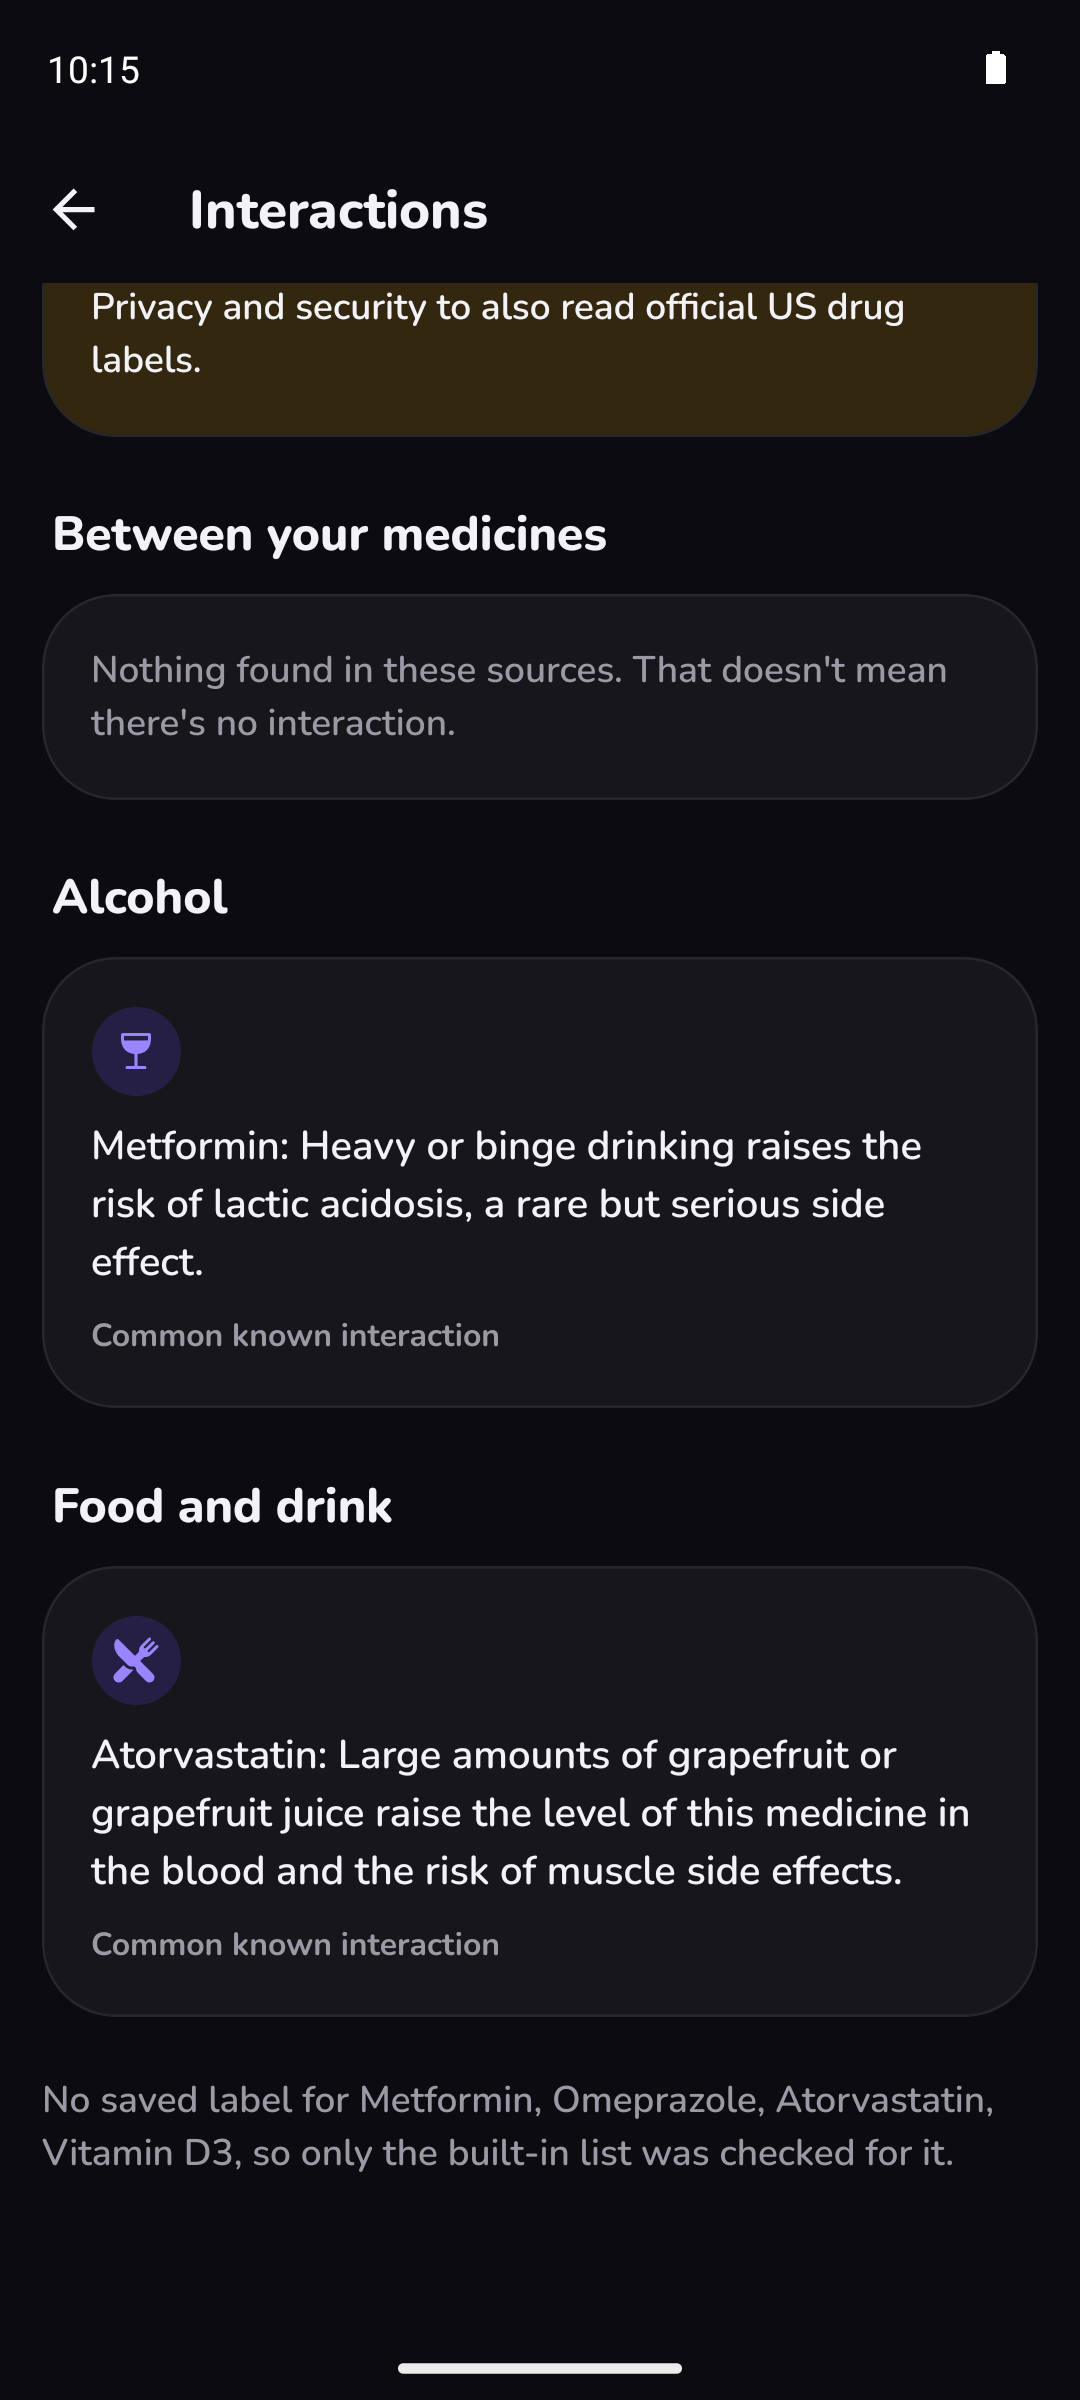 10:15
Interactions
Privacy and security to also read official US drug
labels.
Between your medicines
Nothing found in these sources. That doesn't mean
there's no interaction.
Alcohol
Metformin: Heavy or binge drinking raises the
risk of lactic acidosis, a rare but serious side
effect.
Common known interaction
Food and drink
Atorvastatin: Large amounts of grapefruit or
grapefruit juice raise the level of this medicine in
the blood and the risk of muscle side effects.
Common known interaction
No saved label for Metformin, Omeprazole, Atorvastatin,
Vitamin D3, so only the built-in list was checked for it.